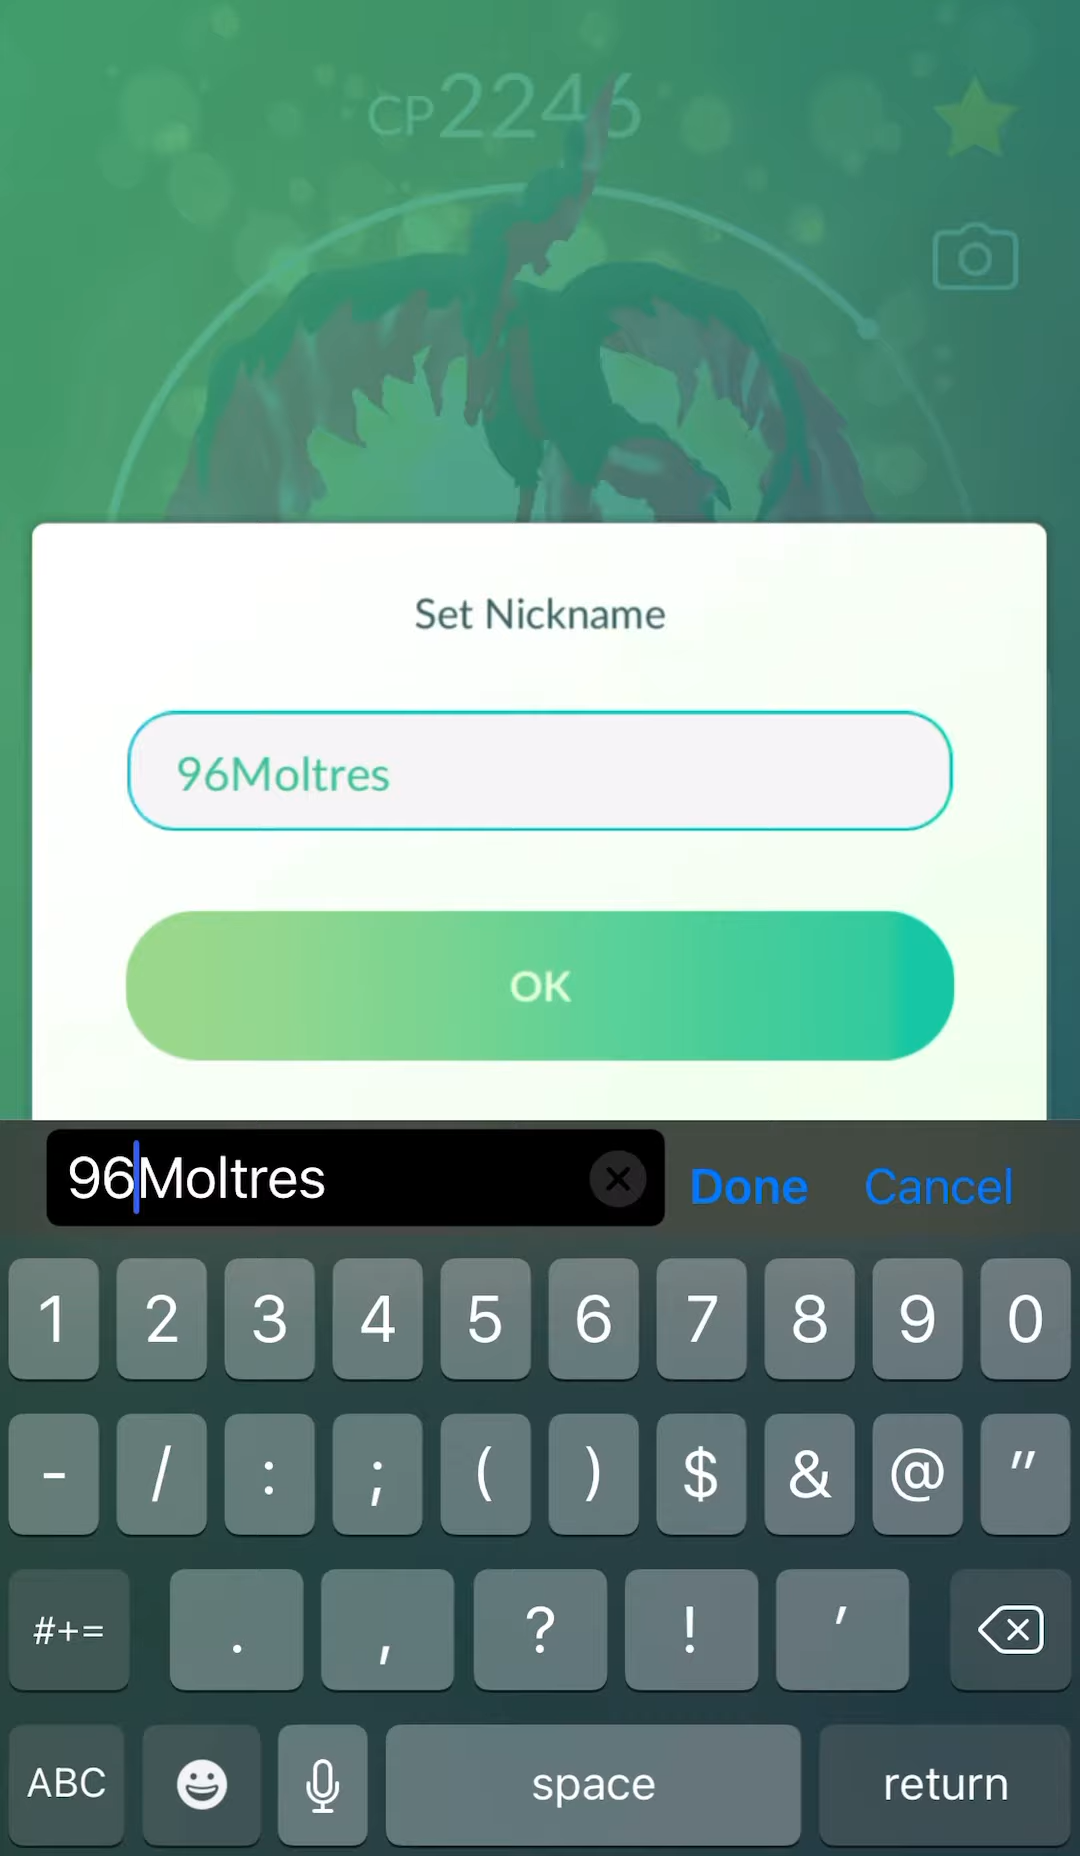 CP2246
Set Nickname
96Moltres
OK
96Moltres
Done
Cancel
1 2 3 4 5 6 7 8 9 0
- / : ; ( ) $ & @ "
#+= . , ? ! '
ABC space return